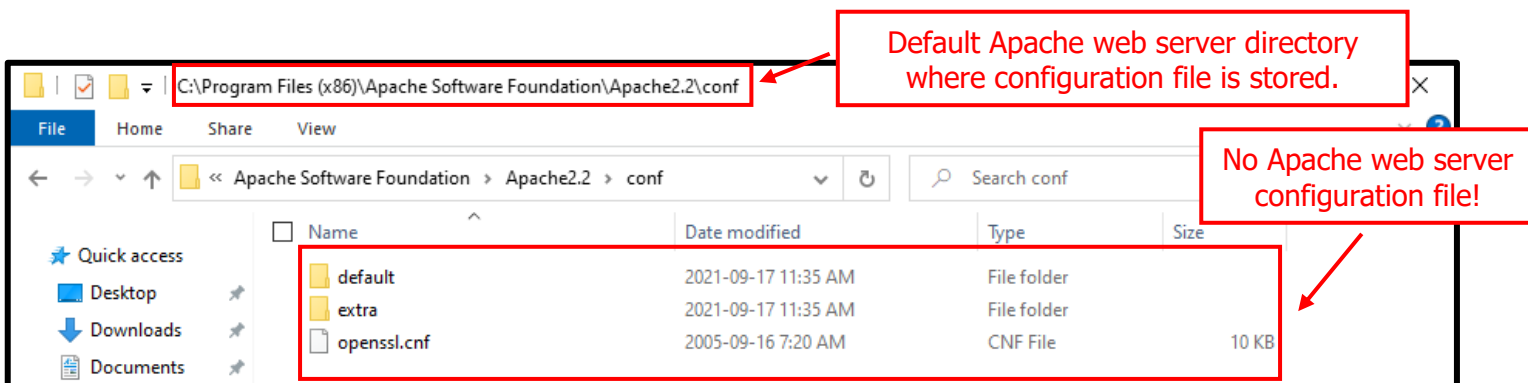 Default Apache web server directory
where configuration file is stored.
C:\Program Files (x86)\Apache Software Foundation\Apache2.2\conf
File Home Share View
No Apache web server
configuration file!
« Apache Software Foundation > Apache2.2 > conf
Search conf
Name Date modified Type Size
Quick access
default 2021-09-17 11:35 AM File folder
Desktop
extra 2021-09-17 11:35 AM File folder
Downloads
openssl.cnf 2005-09-16 7:20 AM CNF File 10 KB
Documents